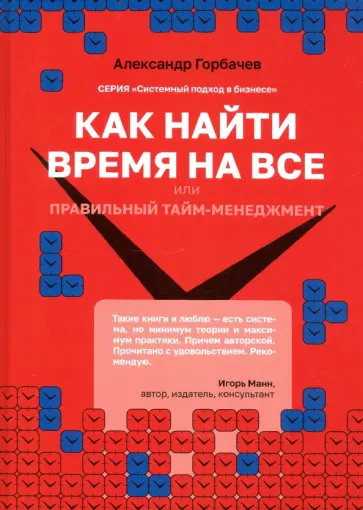 Александр Горбачев
СЕРИЯ «Системный подход в бизнесе»
КАК НАЙТИ
ВРЕМЯ НА ВСЕ
ИЛИ
ПРАВИЛЬНЫЙ ТАЙМ-МЕНЕДЖМЕНТ
Такие книги я люблю — есть систе-
ма, но минимум теории и макси-
мум практики. Причем авторской.
Прочитано с удовольствием. Реко-
мендую.
Игорь Манн,
автор, издатель, консультант